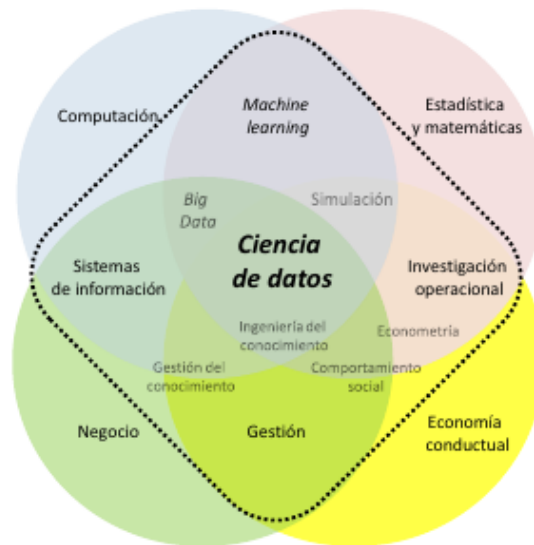 Computación
Machine
learning
Estadística
y matemáticas
Big
Data
Simulación
Ciencia
de datos
Sistemas
de información
Investigación
operacional
Ingeniería del
conocimiento
Econometría
Gestión del
conocimiento
Comportamiento
social
Negocio
Gestión
Economía
conductual